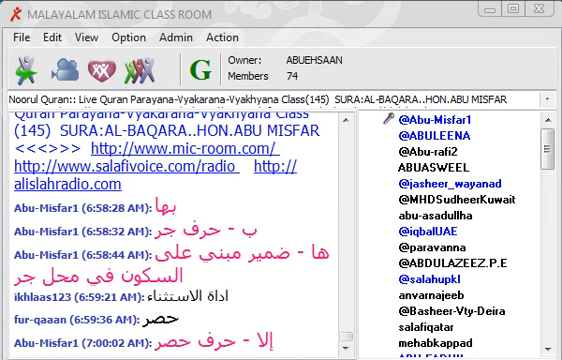 MALAYALAM ISLAMIC CLASS ROOM
File Edit View Option Admin Action
G
Owner: ABUEHSAAN
Members 74
Noorul Quran:: Live Quran Parayana-Vyakarana-Vyakhyana Class(145) SURA:AL-BAQARA..HON.ABU MISFAR
Quran Parayana-Vyakarana-Vyakhyana Class
(145) SURA:AL-BAQARA..HON.ABU MISFAR
<<<>>> http://www.mic-room.com/
http://www.salafivoice.com/radio http://
alislahradio.com
Abu-Misfar1 (6:58:28 AM): بها
Abu-Misfar1 (6:58:32 AM): ب - حرف جر
Abu-Misfar1 (6:58:44 AM): ها - ضمير مبني على
السكون في محل جر
ikhlaas123 (6:59:21 AM): اداة الاستثناء
fur-qaaan (6:59:36 AM): حصر
Abu-Misfar1 (7:00:02 AM): إلا - حرف حصر
@Abu-Misfar1
@ABULEENA
@Abu-rafi2
ABUASWEEL
@jasheer_wayanad
@MHDSudheerKuwait
abu-asadullha
@iqbalUAE
@paravanna
@ABDULAZEEZ.P.E
@salahupkl
anvarnajeeb
@Basheer-Vty-Deira
salafiqatar
mehabkappad